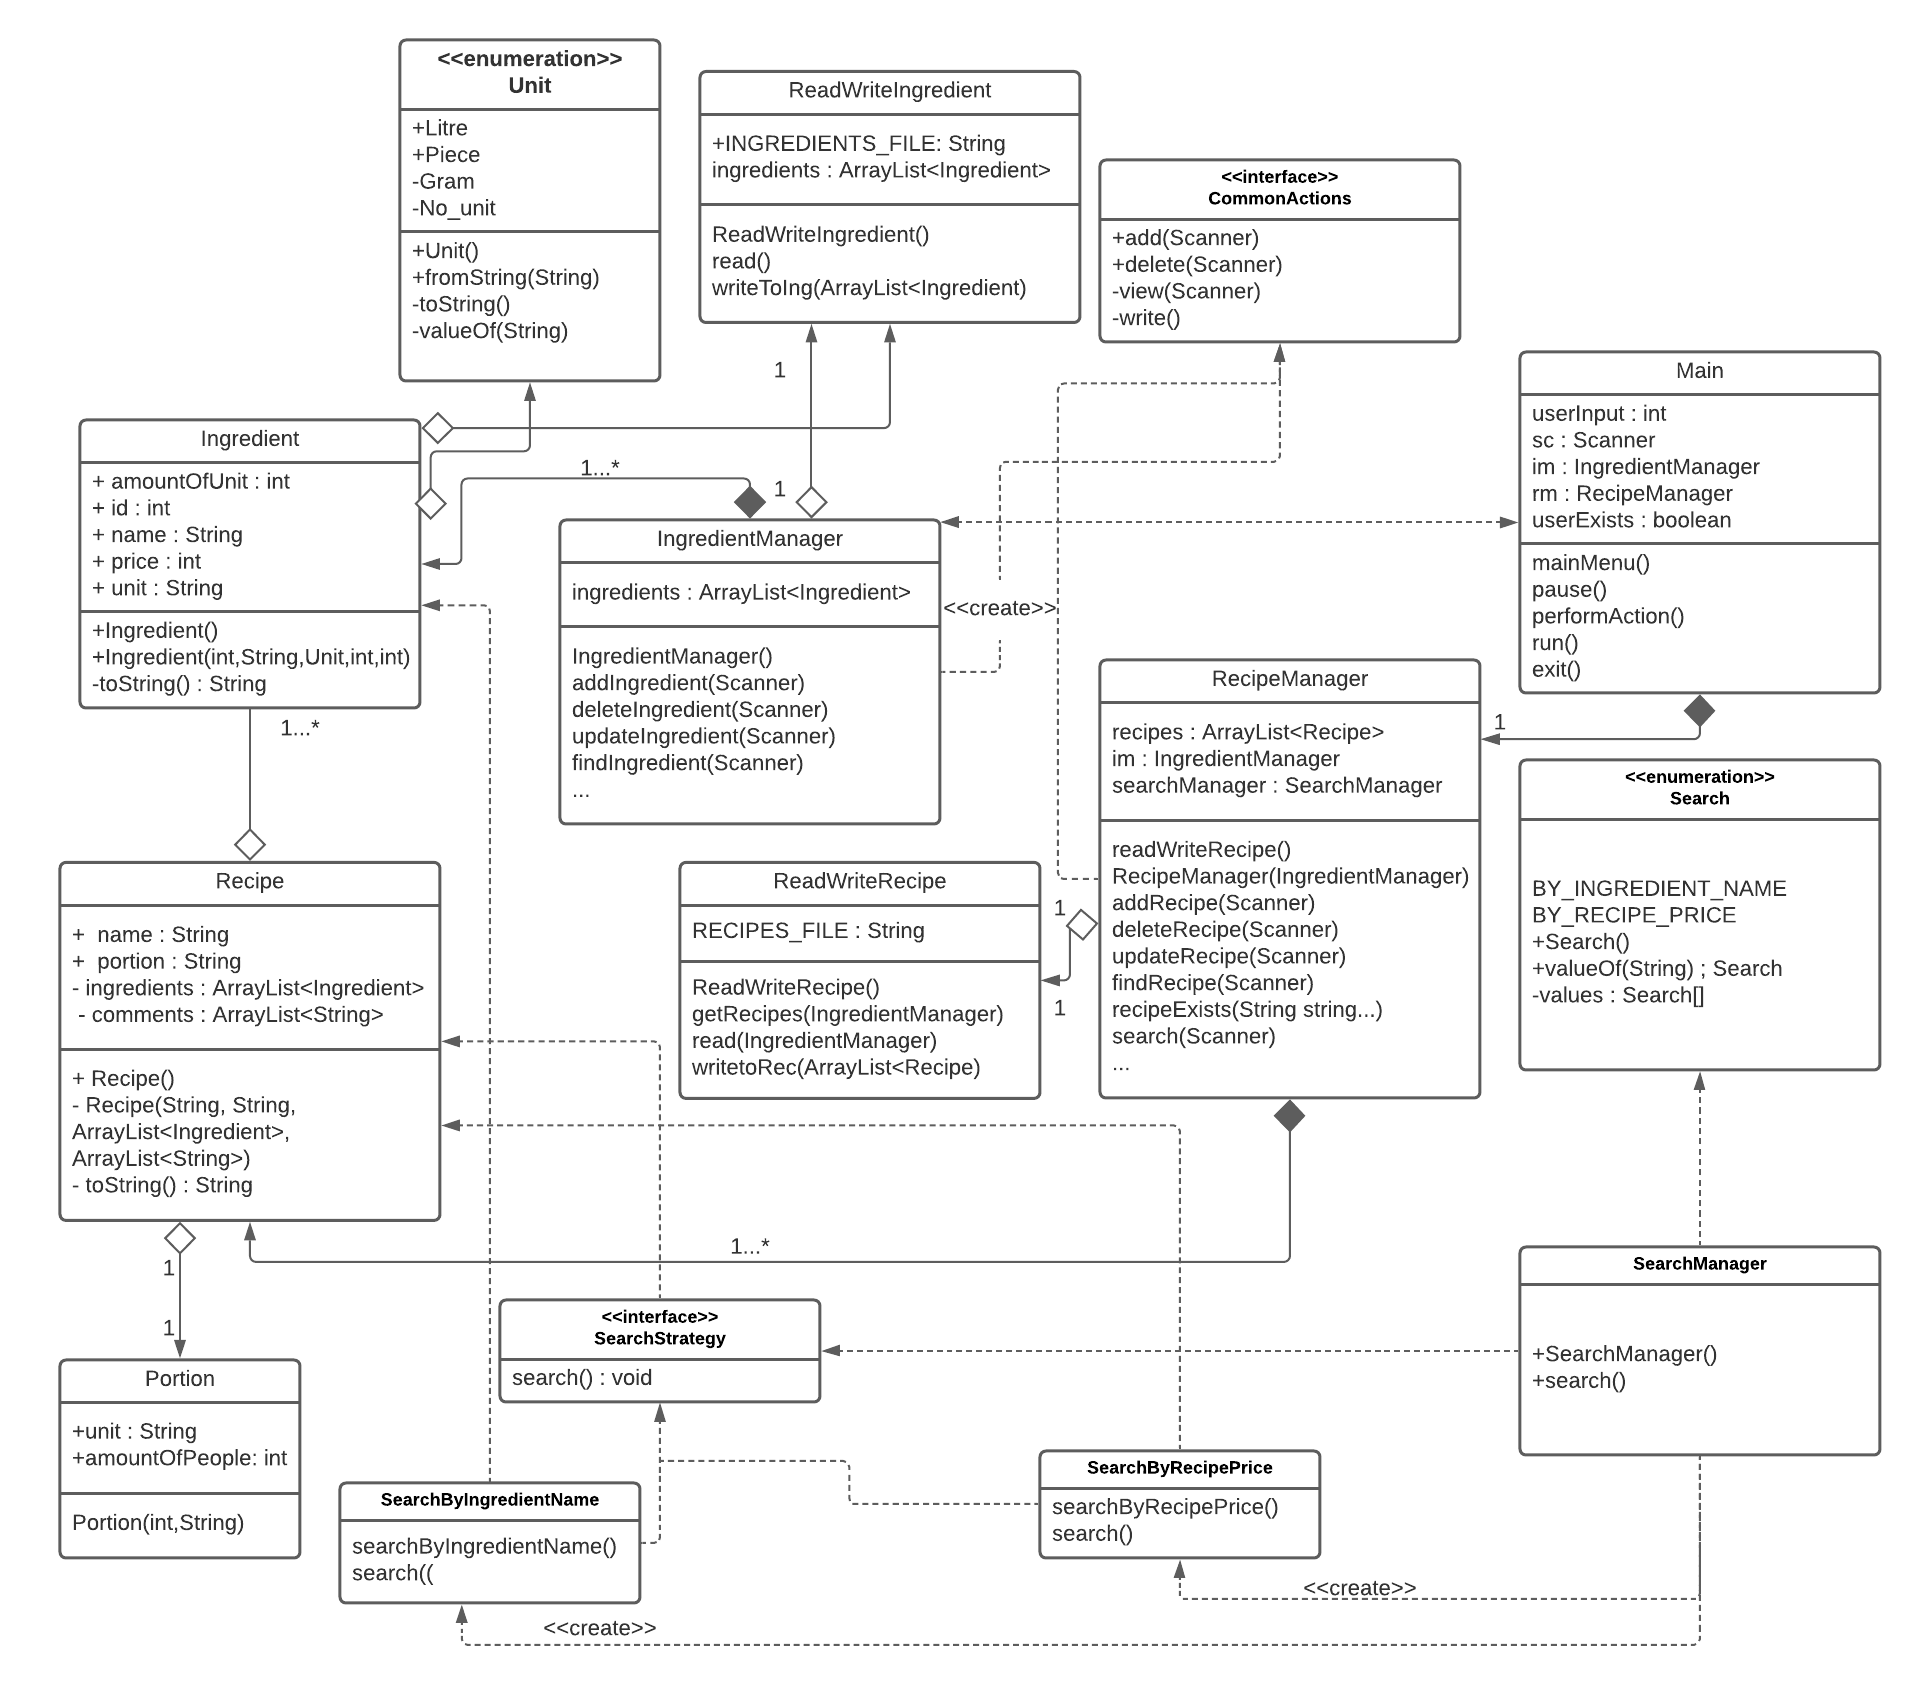 <<enumeration>>
Unit
+Litre
+Piece
-Gram
-No_unit
+Unit()
+fromString(String)
-toString()
-valueOf(String)
ReadWriteIngredient
+INGREDIENTS_FILE: String
ingredients : ArrayList<Ingredient>
ReadWriteIngredient()
read()
writeToIng(ArrayList<Ingredient)
<<interface>>
CommonActions
+add(Scanner)
+delete(Scanner)
-view(Scanner)
-write()
Main
userInput : int
sc : Scanner
im : IngredientManager
rm : RecipeManager
userExists : boolean
mainMenu()
pause()
performAction()
run()
exit()
Ingredient
+ amountOfUnit : int
+ id : int
+ name : String
+ price : int
+ unit : String
+Ingredient()
+Ingredient(int,String,Unit,int,int)
-toString() : String
1...*
1
1
1...*
IngredientManager
ingredients : ArrayList<Ingredient>
IngredientManager()
addIngredient(Scanner)
deleteIngredient(Scanner)
updateIngredient(Scanner)
findIngredient(Scanner)
...
<<create>>
RecipeManager
recipes : ArrayList<Recipe>
im : IngredientManager
searchManager : SearchManager
readWriteRecipe()
RecipeManager(IngredientManager)
addRecipe(Scanner)
deleteRecipe(Scanner)
updateRecipe(Scanner)
findRecipe(Scanner)
recipeExists(String string...)
search(Scanner)
...
1
<<enumeration>>
Search
BY_INGREDIENT_NAME
BY_RECIPE_PRICE
+Search()
+valueOf(String) ; Search
-values : Search[]
Recipe
+  name : String
+  portion : String
- ingredients : ArrayList<Ingredient>
- comments : ArrayList<String>
+ Recipe()
- Recipe(String, String,
ArrayList<Ingredient>,
ArrayList<String>)
- toString() : String
ReadWriteRecipe
RECIPES_FILE : String
ReadWriteRecipe()
getRecipes(IngredientManager)
read(IngredientManager)
writetoRec(ArrayList<Recipe)
1
1
1...*
1
1
<<interface>>
SearchStrategy
search() : void
SearchManager
+SearchManager()
+search()
Portion
+unit : String
+amountOfPeople: int
Portion(int,String)
SearchByIngredientName
searchByIngredientName()
search((
SearchByRecipePrice
searchByRecipePrice()
search()
<<create>>
<<create>>